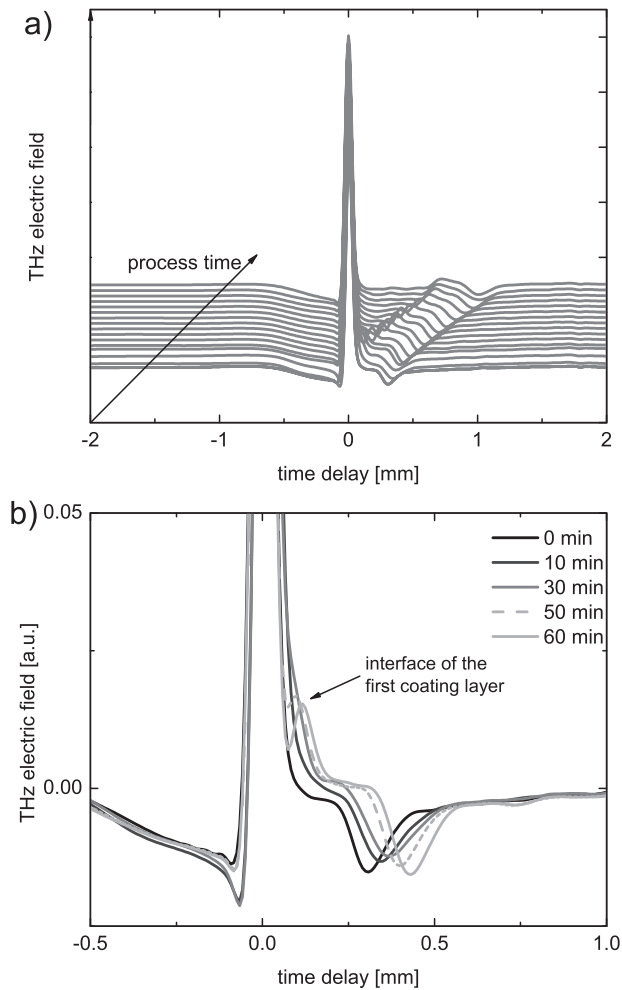 a)
THz electric field
process time
-2
-1
0
1
2
time delay [mm]
b)
0.05
0.00
THz electric field [a.u.]
0 min
10 min
30 min
50 min
60 min
interface of the
first coating layer
-0.5
0.0
0.5
1.0
time delay [mm]